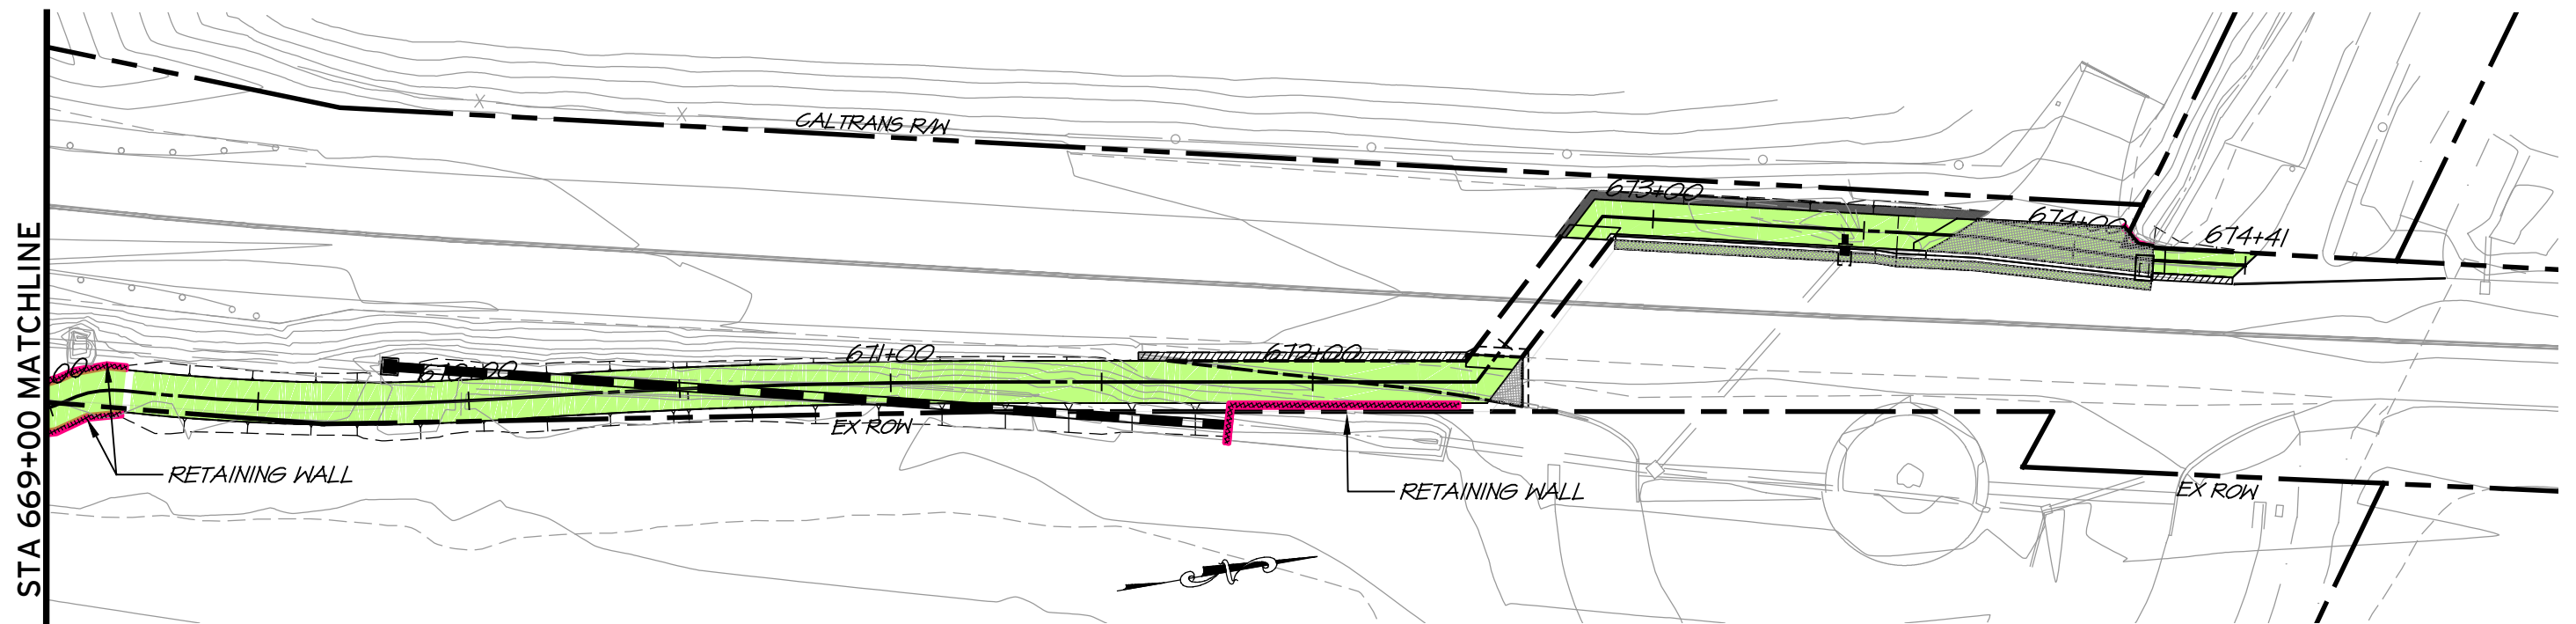 STA 669+00 MATCHLINE
CALTRANS R/W
673+00
674+00
674+41
00
670+00
671+00
672+00
EX ROW
RETAINING WALL
RETAINING WALL
EX ROW
N